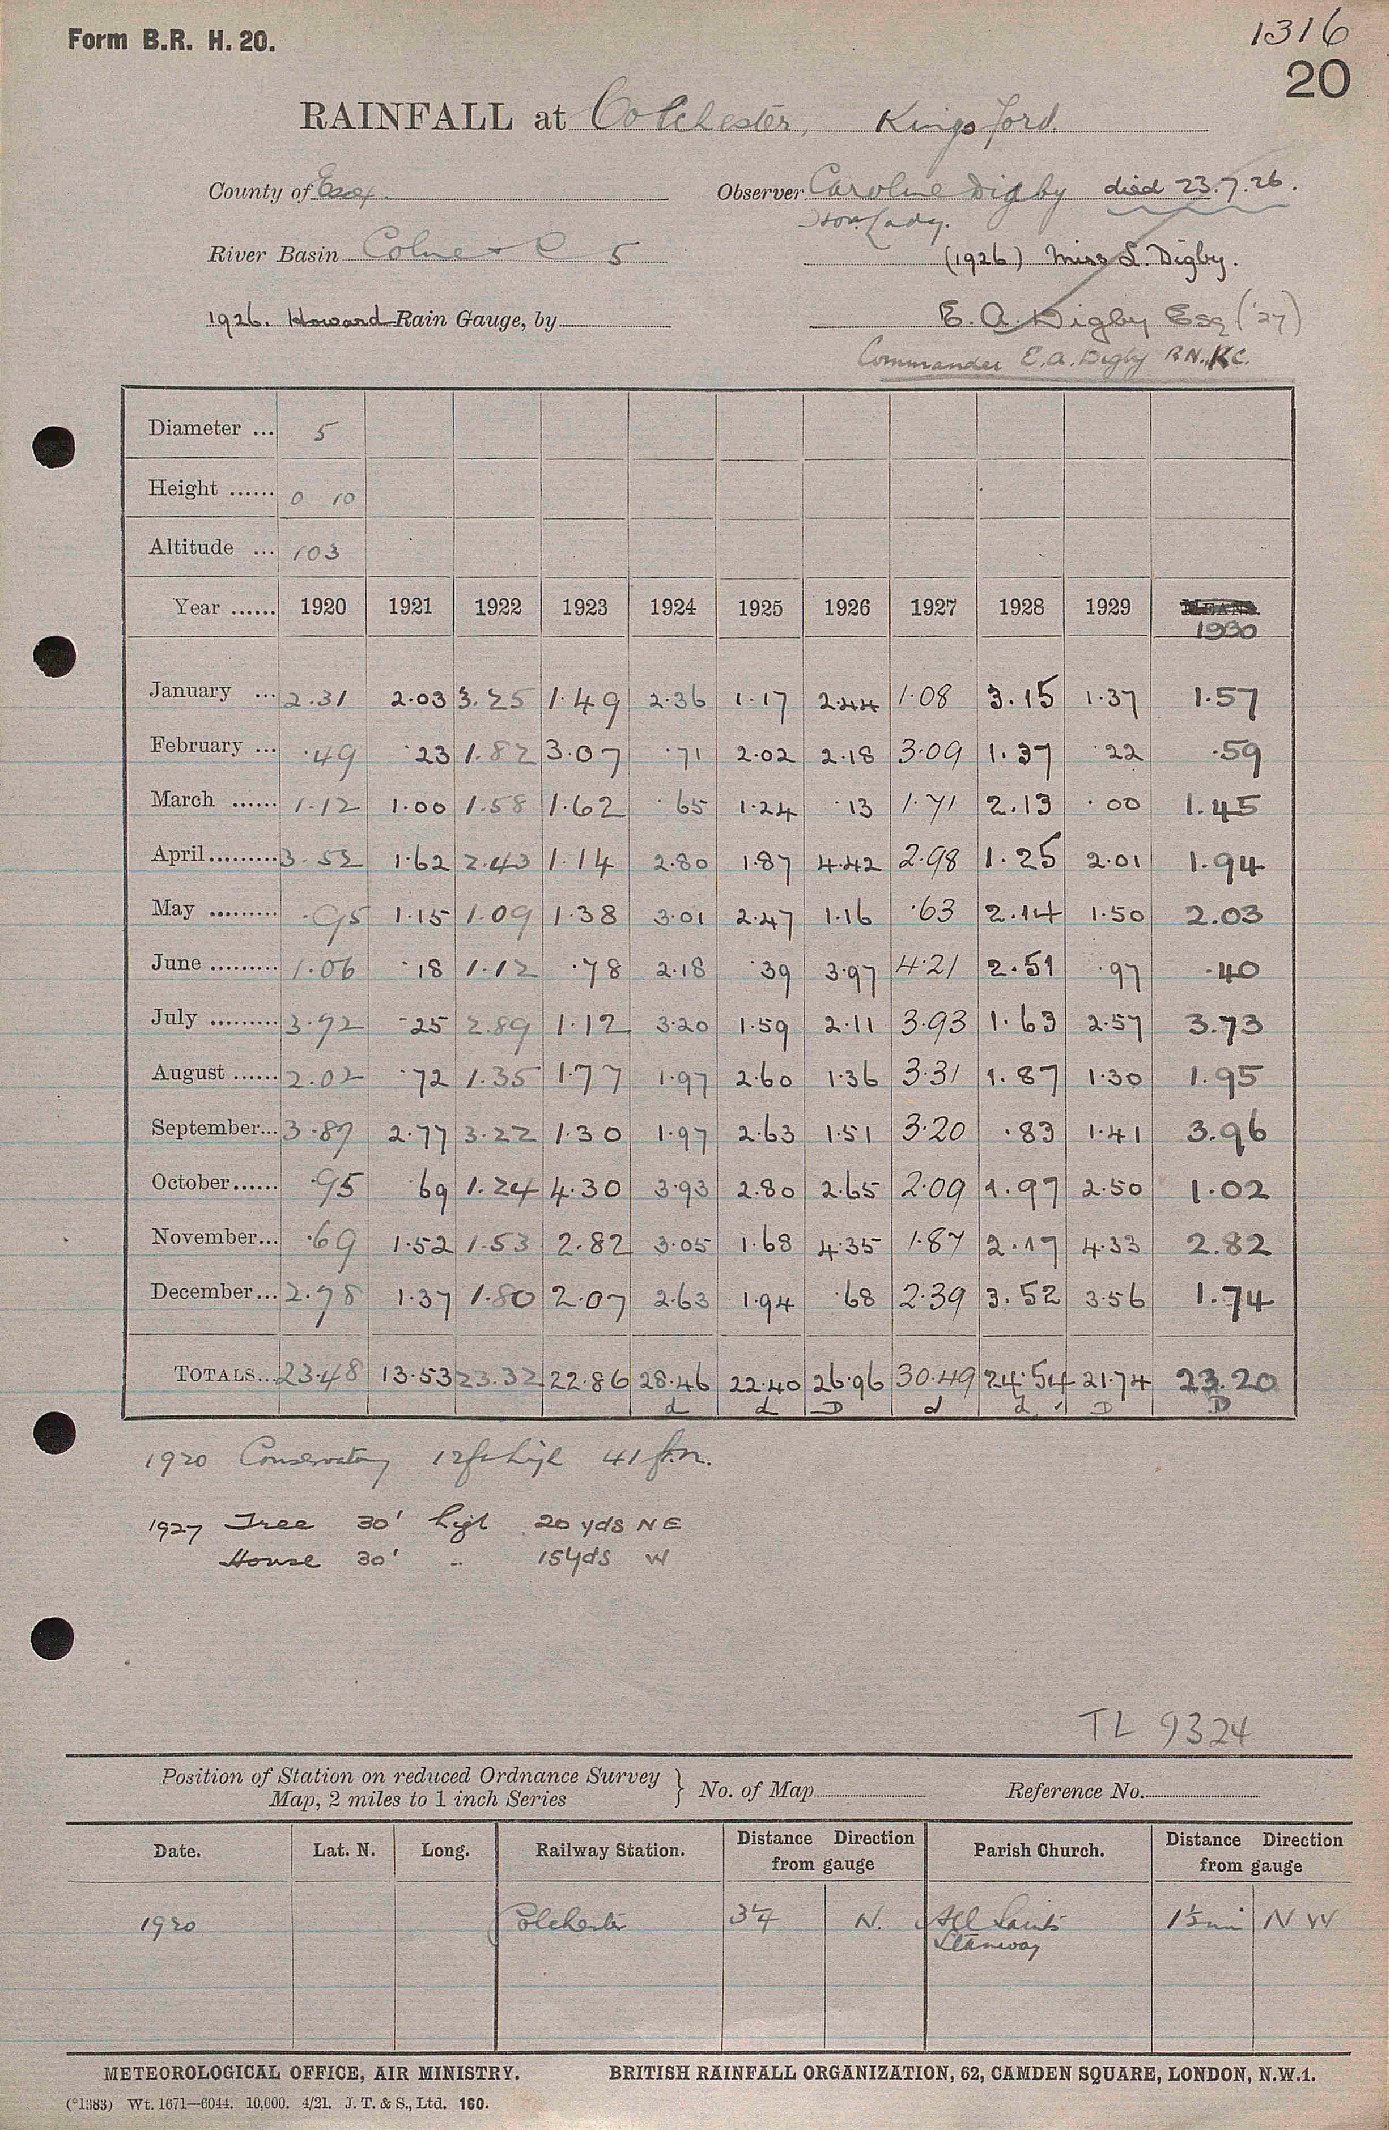 Form B.R. H. 20.
1316
20
RAINFALL at Colchester, Kingsford.
County of Essex. Observer Caroline Digby died 23.7.26.
Hon. Lady.
River Basin Colne & C 5 (1926) Miss L. Digby.
1926. Howard Rain Gauge, by E. A. Digby Esq ('27)
Commander E. A. Digby R.N., K.C.
Diameter ... 5
Height ...... 0 10
Altitude ... 103
Year ...... 1920 1921 1922 1923 1924 1925 1926 1927 1928 1929 MEANS
1930
January ... 2.31 2.03 3.25 1.49 2.36 1.17 2.44 1.08 3.15 1.37 1.57
February ... .49 .23 1.82 3.07 .71 2.02 2.18 3.09 1.37 .22 .59
March ...... 1.12 1.00 1.58 1.62 .65 1.24 .13 1.71 2.13 .00 1.45
April ......... 3.52 1.62 2.43 1.14 2.80 1.87 4.42 2.98 1.25 2.01 1.94
May ......... .95 1.15 1.09 1.38 3.01 2.47 1.16 .63 2.14 1.50 2.03
June ......... 1.06 .18 1.12 .78 2.18 .39 3.97 4.21 2.51 .97 .40
July ......... 3.72 .25 2.89 1.12 3.20 1.59 2.11 3.93 1.63 2.57 3.73
August ...... 2.02 .72 1.35 1.77 1.97 2.60 1.36 3.31 1.87 1.30 1.95
September... 3.87 2.77 3.22 1.30 1.97 2.63 1.51 3.20 .83 1.41 3.96
October ...... .95 .69 1.24 4.30 3.93 2.80 2.65 2.09 1.97 2.50 1.02
November ... .69 1.52 1.53 2.82 3.05 1.68 4.35 1.87 2.17 4.33 2.82
December ... 2.78 1.37 1.80 2.07 2.63 1.94 .68 2.39 3.52 3.56 1.74
TOTALS... 23.48 13.53 23.32 22.86 28.46 22.40 26.96 30.49 24.54 21.74 23.20
d d D d d D D
1920 Conservatory 12ft high 41 ft.
1927 Tree 30' high 20 yds NE
House 30' .. 15yds W
TL 9324
Position of Station on reduced Ordnance Survey
Map, 2 miles to 1 inch Series } No. of Map Reference No.
Date. Lat. N. Long. Railway Station. Distance Direction from gauge Parish Church. Distance Direction from gauge
1920 Colchester 3¼ N. All Saints 1½ mi N W
Stanway
METEOROLOGICAL OFFICE, AIR MINISTRY. BRITISH RAINFALL ORGANIZATION, 62, CAMDEN SQUARE, LONDON, N.W.1.
(*1383) Wt. 1671—6044. 10,000. 4/21. J. T. & S., Ltd. 160.